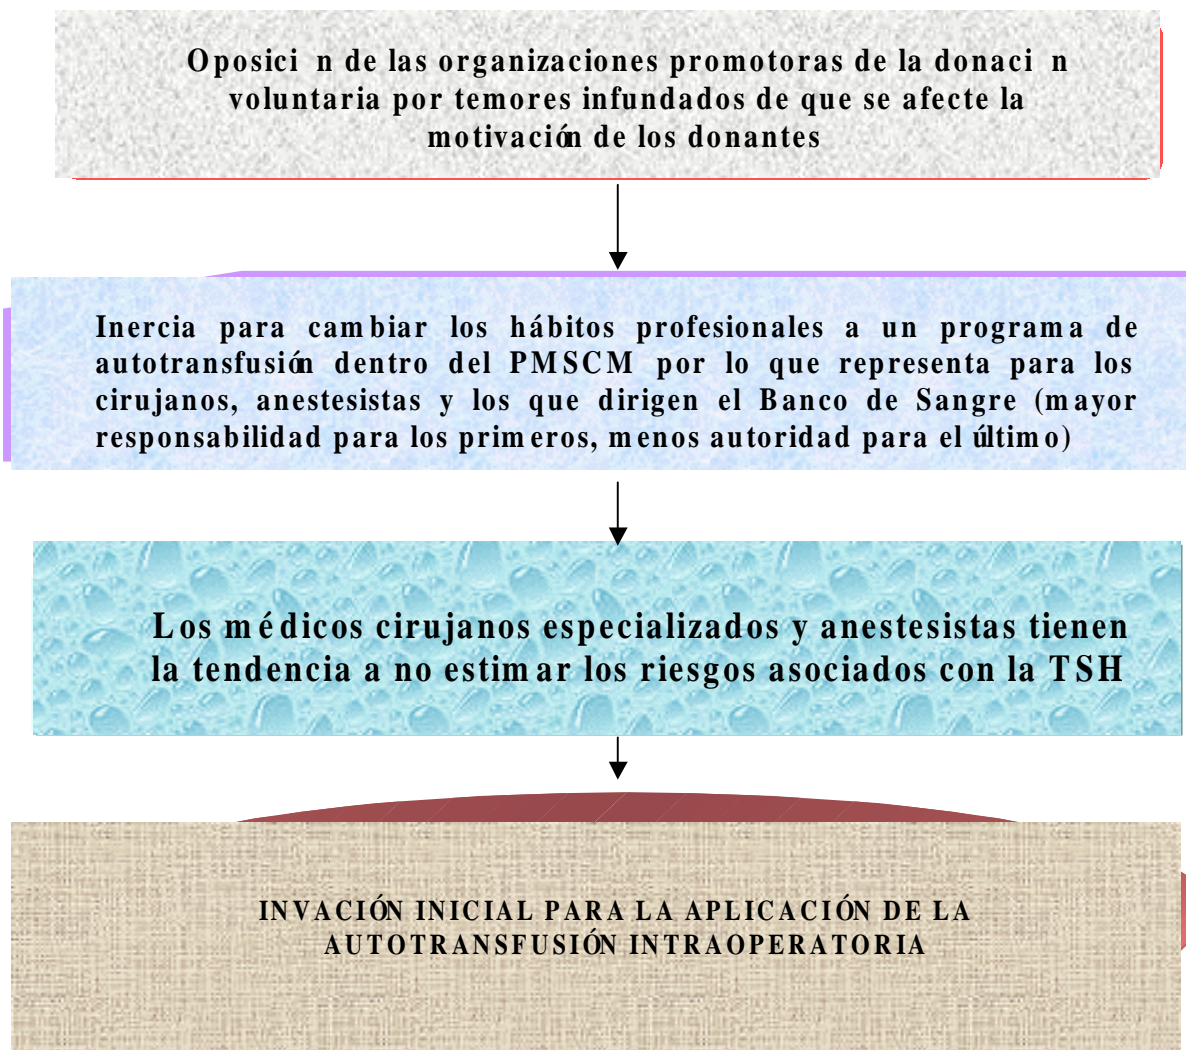 Oposici n de las organizaciones promotoras de la donaci n
voluntaria por temores infundados de que se afecte la
motivación de los donantes
Inercia para cambiar los hábitos profesionales a un programa de
autotransfusión dentro del PMSCM por lo que representa para los
cirujanos, anestesistas y los que dirigen el Banco de Sangre (mayor
responsabilidad para los primeros, menos autoridad para el último)
Los médicos cirujanos especializados y anestesistas tienen
la tendencia a no estimar los riesgos asociados con la TSH
INVACIÓN INICIAL PARA LA APLICACIÓN DE LA
AUTOTRANSFUSIÓN INTRAOPERATORIA